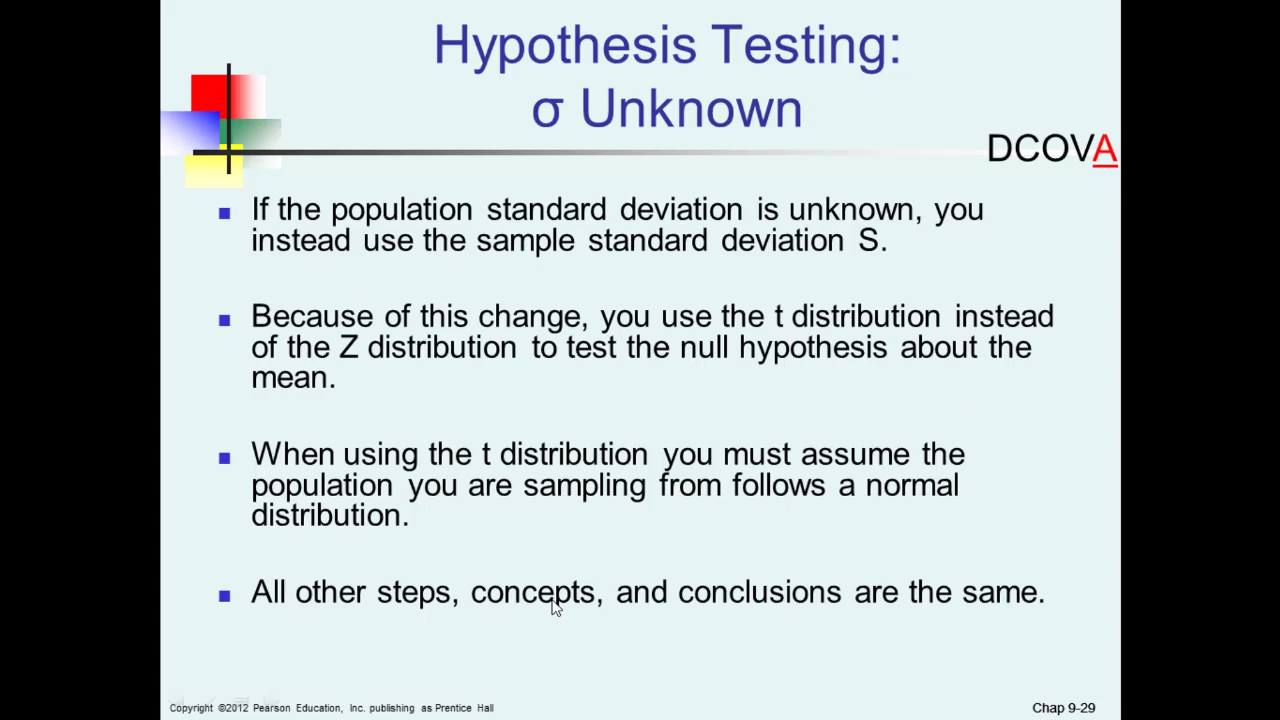 Hypothesis Testing:
σ Unknown
DCOVA
If the population standard deviation is unknown, you
instead use the sample standard deviation S.
Because of this change, you use the t distribution instead
of the Z distribution to test the null hypothesis about the
mean.
When using the t distribution you must assume the
population you are sampling from follows a normal
distribution.
All other steps, concepts, and conclusions are the same.
Copyright ©2012 Pearson Education, Inc. publishing as Prentice Hall
Chap 9-29